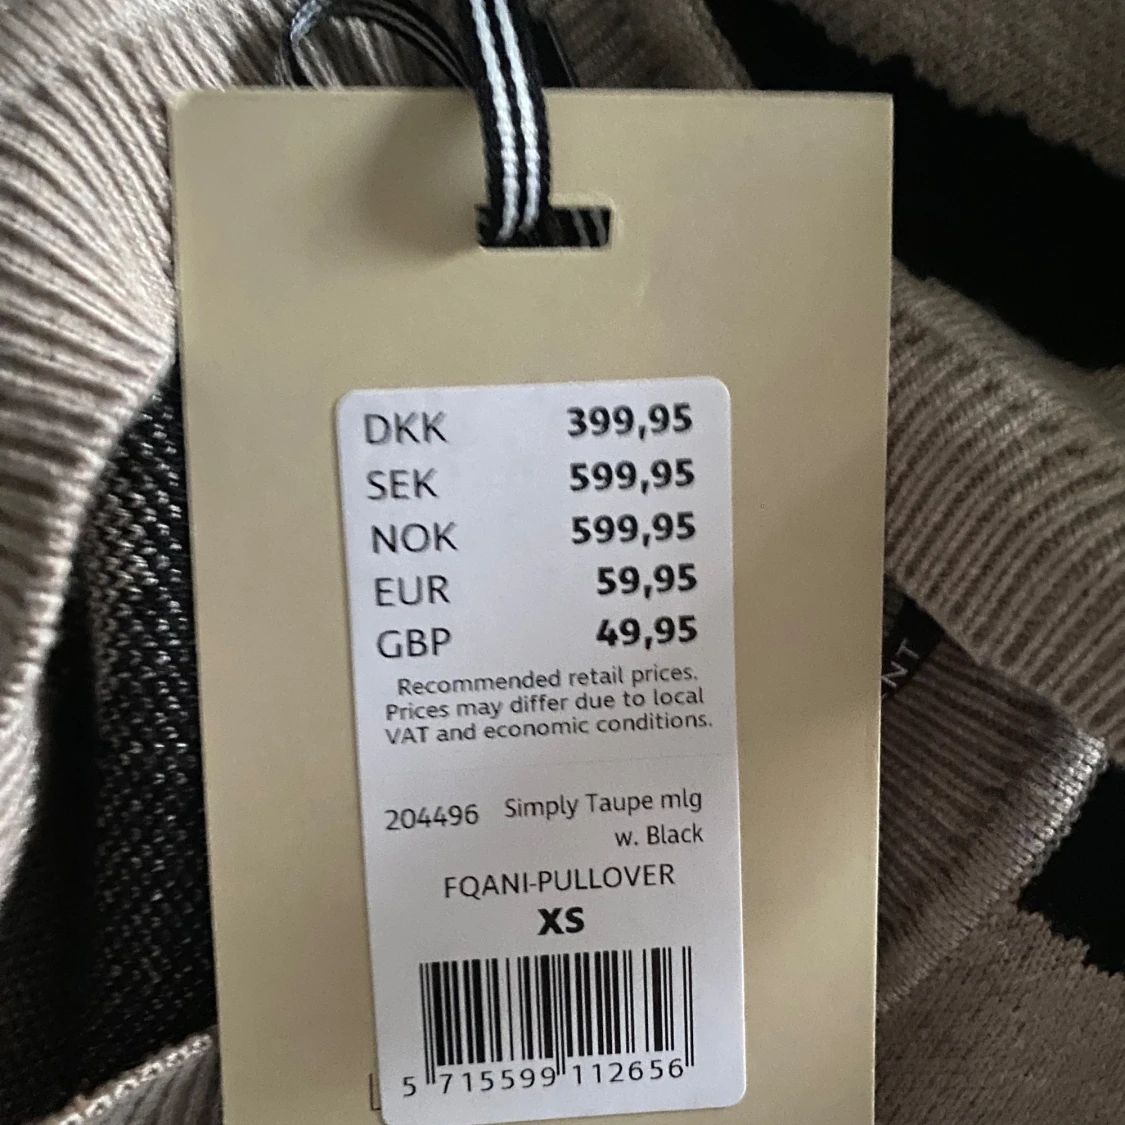 DKK 399,95
SEK 599,95
NOK 599,95
EUR 59,95
GBP 49,95
Recommended retail prices.
Prices may differ due to local
VAT and economic conditions.
204496 Simply Taupe mlg
w. Black
FQANI-PULLOVER
XS
5 715599 112656
NT